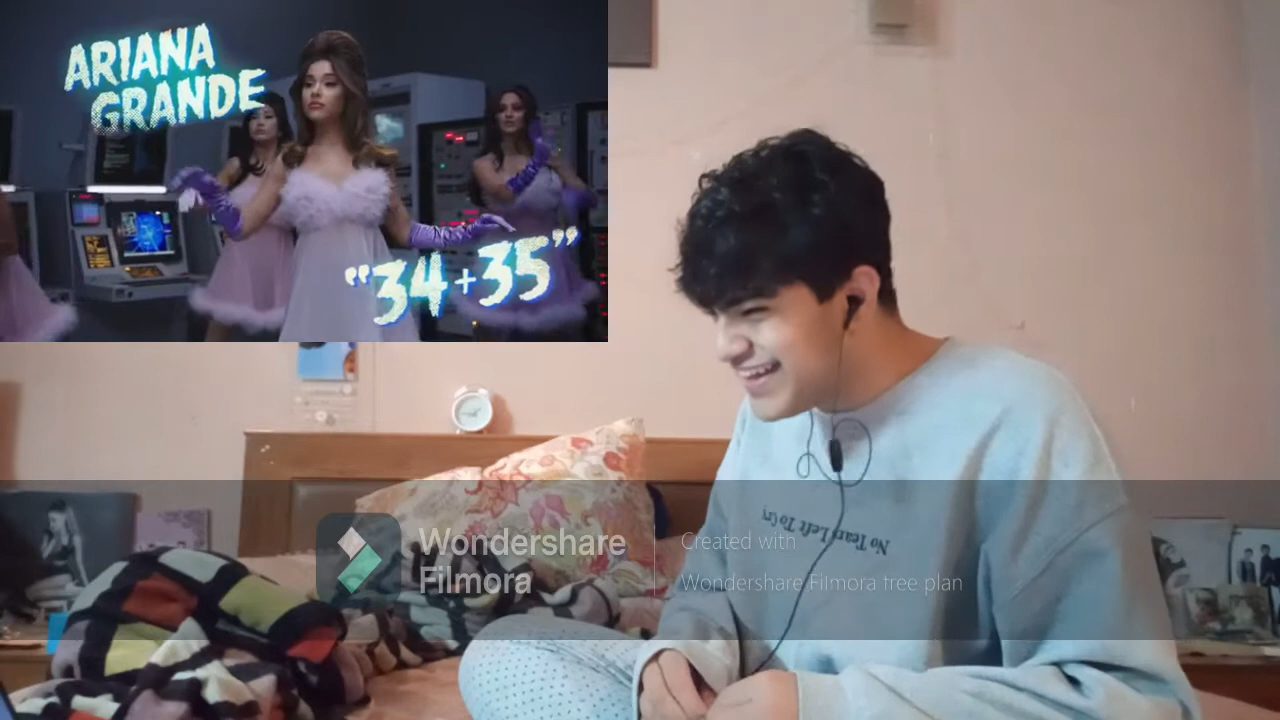 ARIANA
GRANDE
“34+35”
No Tears Left To Cry
Wondershare
Filmora
Created with
Wondershare Filmora free plan